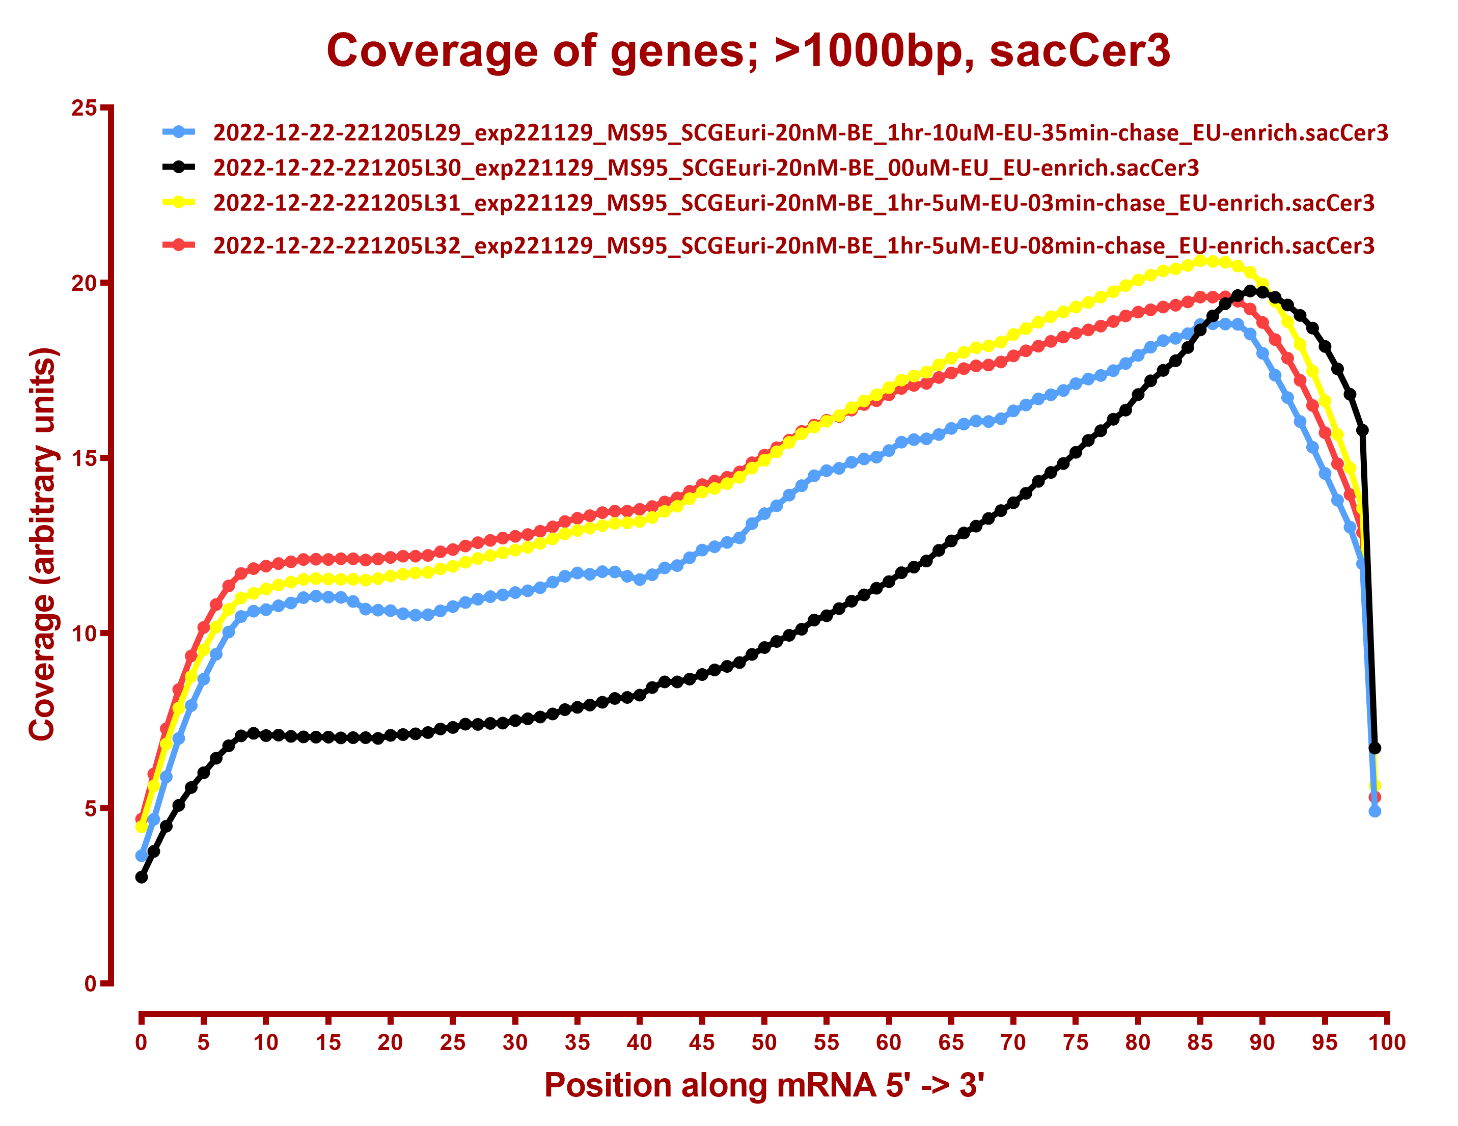 Coverage of genes; >1000bp, sacCer3
25
2022-12-22-221205L29_exp221129_MS95_SCGEuri-20nM-BE_1hr-10uM-EU-35min-chase_EU-enrich.sacCer3
2022-12-22-221205L30_exp221129_MS95_SCGEuri-20nM-BE_00uM-EU_EU-enrich.sacCer3
2022-12-22-221205L31_exp221129_MS95_SCGEuri-20nM-BE_1hr-5uM-EU-03min-chase_EU-enrich.sacCer3
2022-12-22-221205L32_exp221129_MS95_SCGEuri-20nM-BE_1hr-5uM-EU-08min-chase_EU-enrich.sacCer3
20
15
10
5
0
Coverage (arbitrary units)
0 5 10 15 20 25 30 35 40 45 50 55 60 65 70 75 80 85 90 95 100
Position along mRNA 5' -> 3'